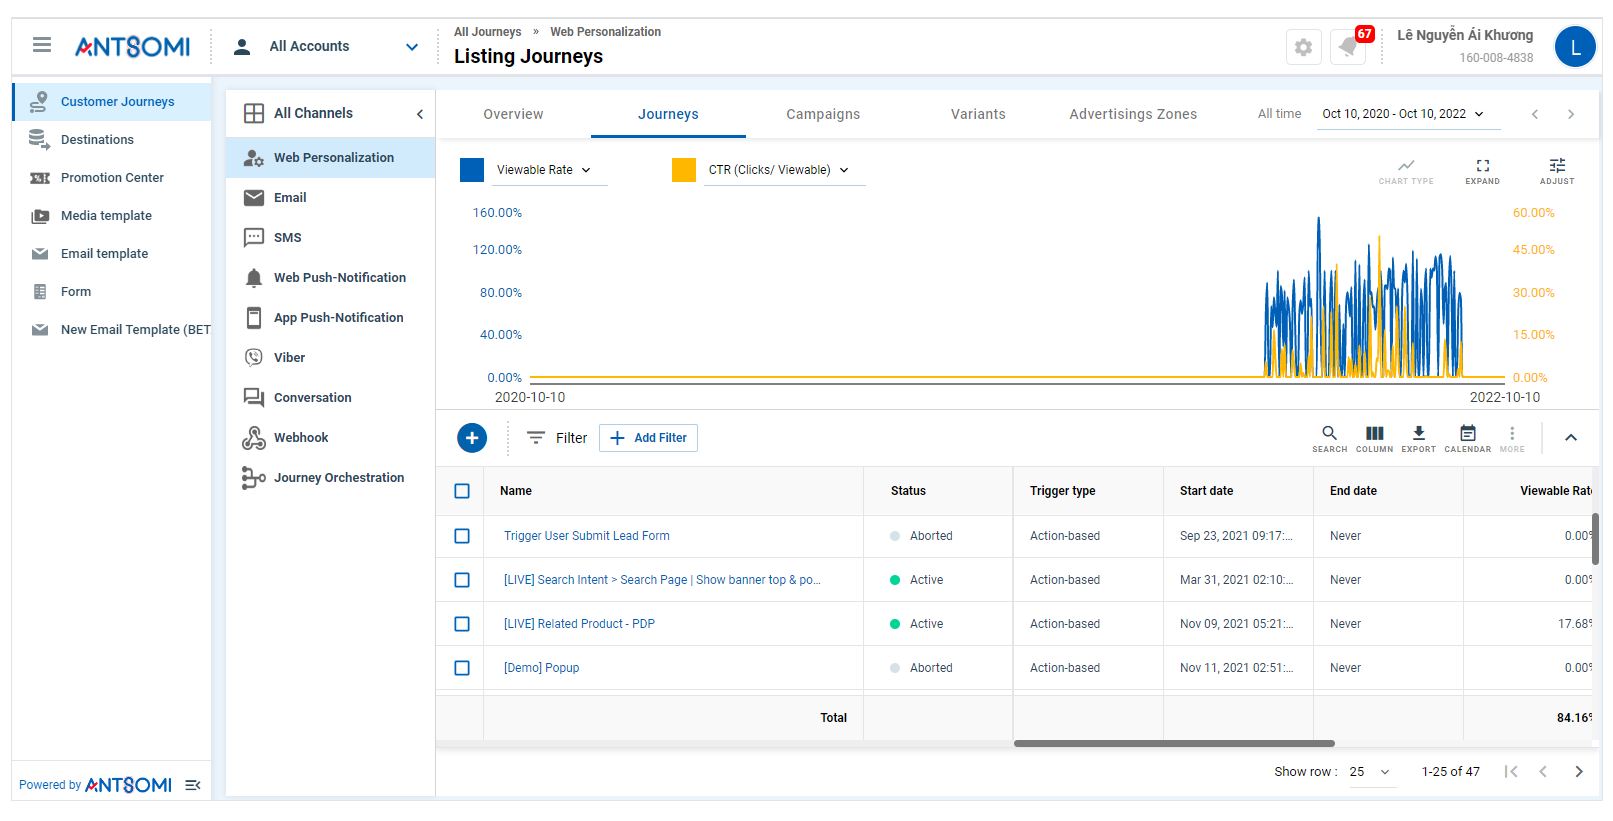 ANTSOMI
All Accounts
All Journeys » Web Personalization
Listing Journeys
67
Lê Nguyễn Ái Khương
160-008-4838
L
Customer Journeys
Destinations
Promotion Center
Media template
Email template
Form
New Email Template (BET
Powered by ANTSOMI
All Channels
Web Personalization
Email
SMS
Web Push-Notification
App Push-Notification
Viber
Conversation
Webhook
Journey Orchestration
Overview Journeys Campaigns Variants Advertisings Zones All time Oct 10, 2020 - Oct 10, 2022
Viewable Rate CTR (Clicks/ Viewable)
CHART TYPE EXPAND ADJUST
160.00% 60.00%
120.00% 45.00%
80.00% 30.00%
40.00% 15.00%
0.00% 0.00%
2020-10-10 2022-10-10
Filter Add Filter
SEARCH COLUMN EXPORT CALENDAR MORE
Name Status Trigger type Start date End date Viewable Rate
Trigger User Submit Lead Form Aborted Action-based Sep 23, 2021 09:17:... Never 0.00%
[LIVE] Search Intent > Search Page | Show banner top & po... Active Action-based Mar 31, 2021 02:10:... Never 0.00%
[LIVE] Related Product - PDP Active Action-based Nov 09, 2021 05:21:... Never 17.68%
[Demo] Popup Aborted Action-based Nov 11, 2021 02:51:... Never 0.00%
Total 84.16%
Show row : 25 1-25 of 47